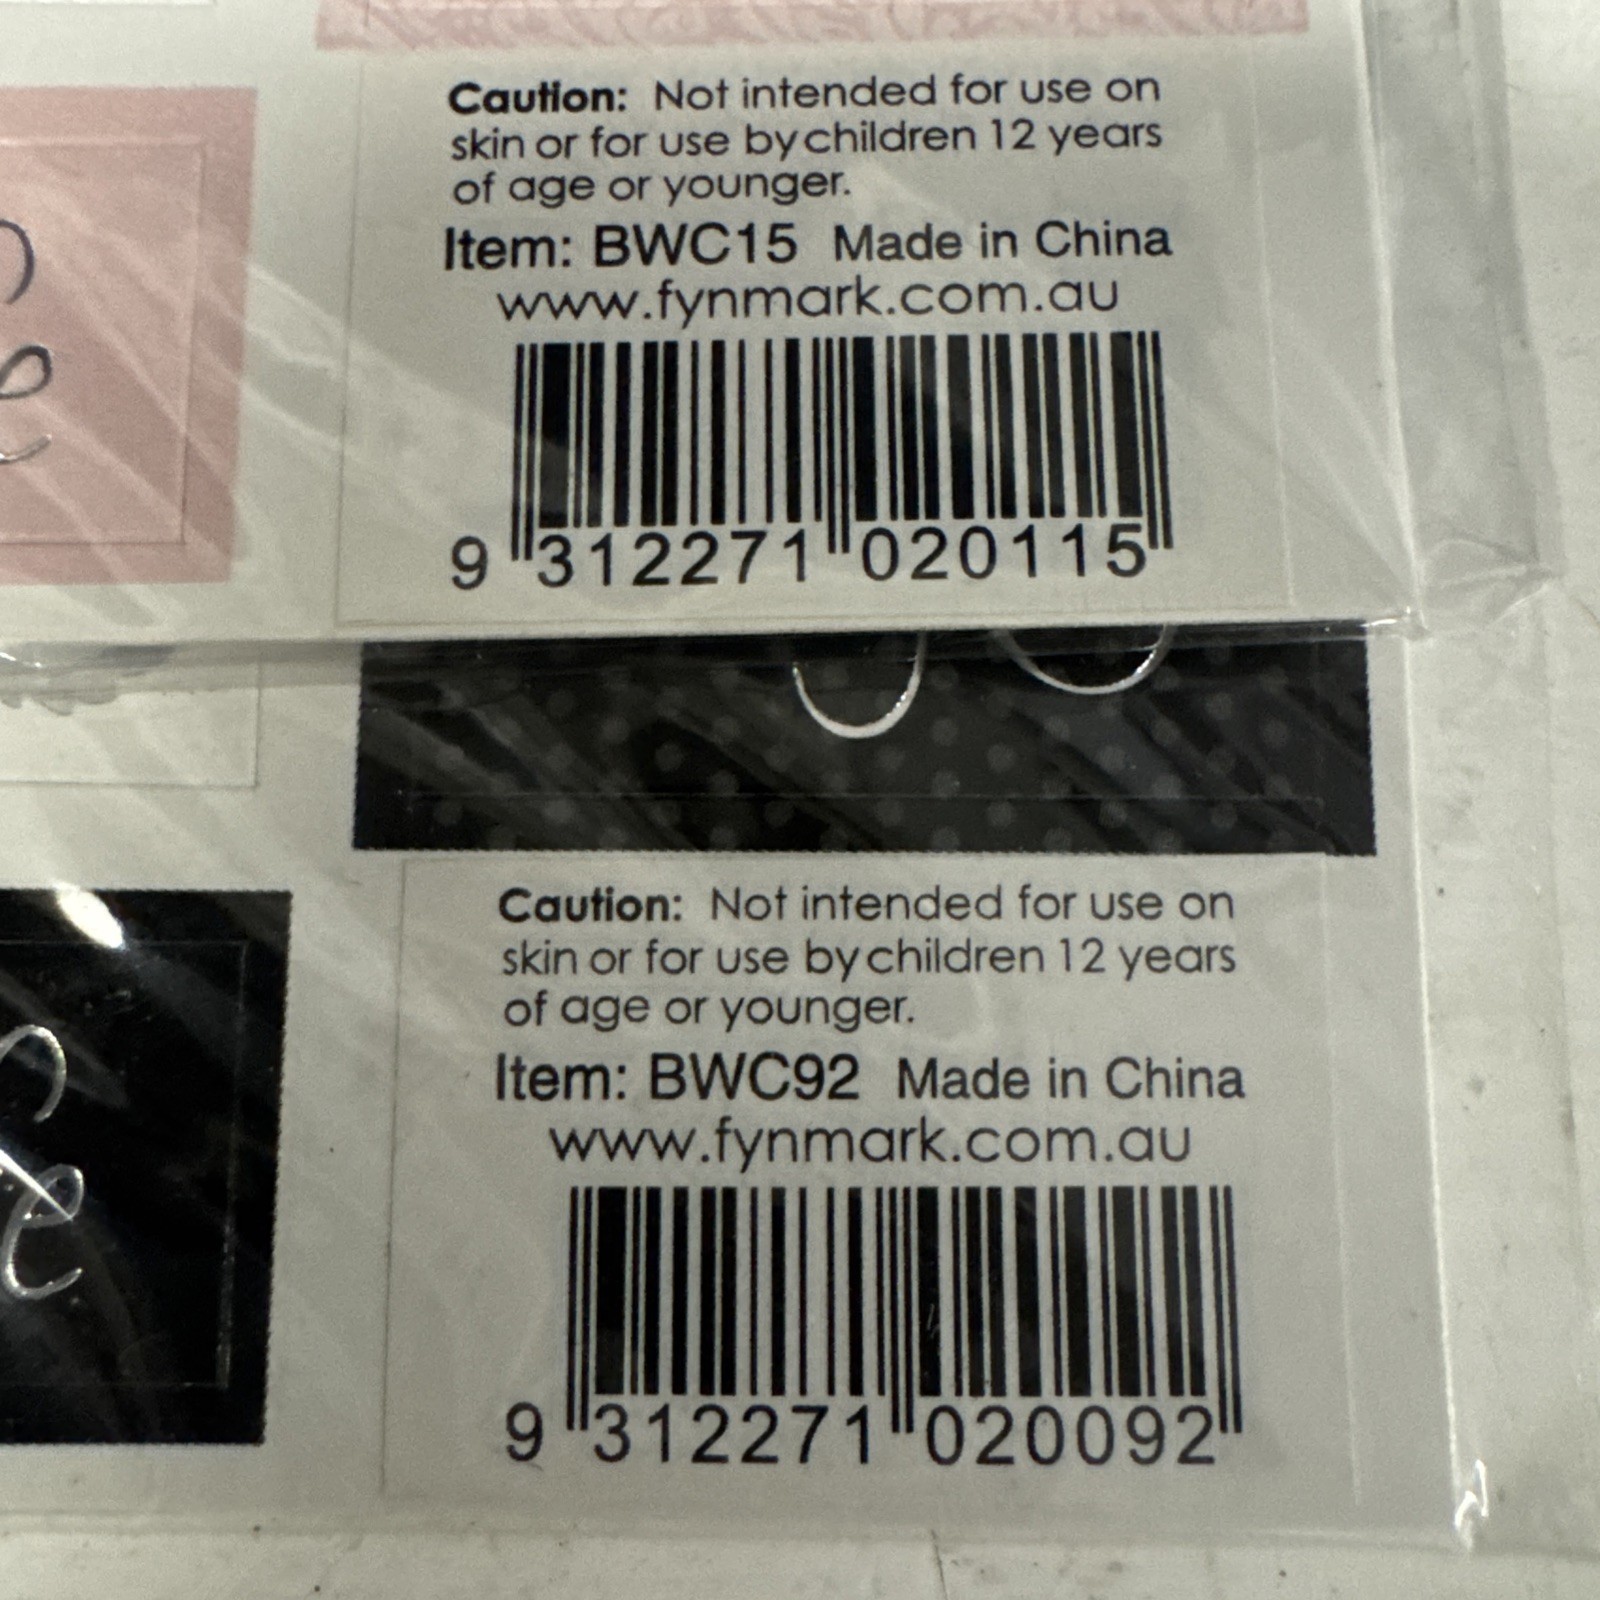 Caution: Not intended for use on
skin or for use by children 12 years
of age or younger.
Item: BWC15 Made in China
www.fynmark.com.au
9 312271 020115
Caution: Not intended for use on
skin or for use by children 12 years
of age or younger.
Item: BWC92 Made in China
www.fynmark.com.au
9 312271 020092